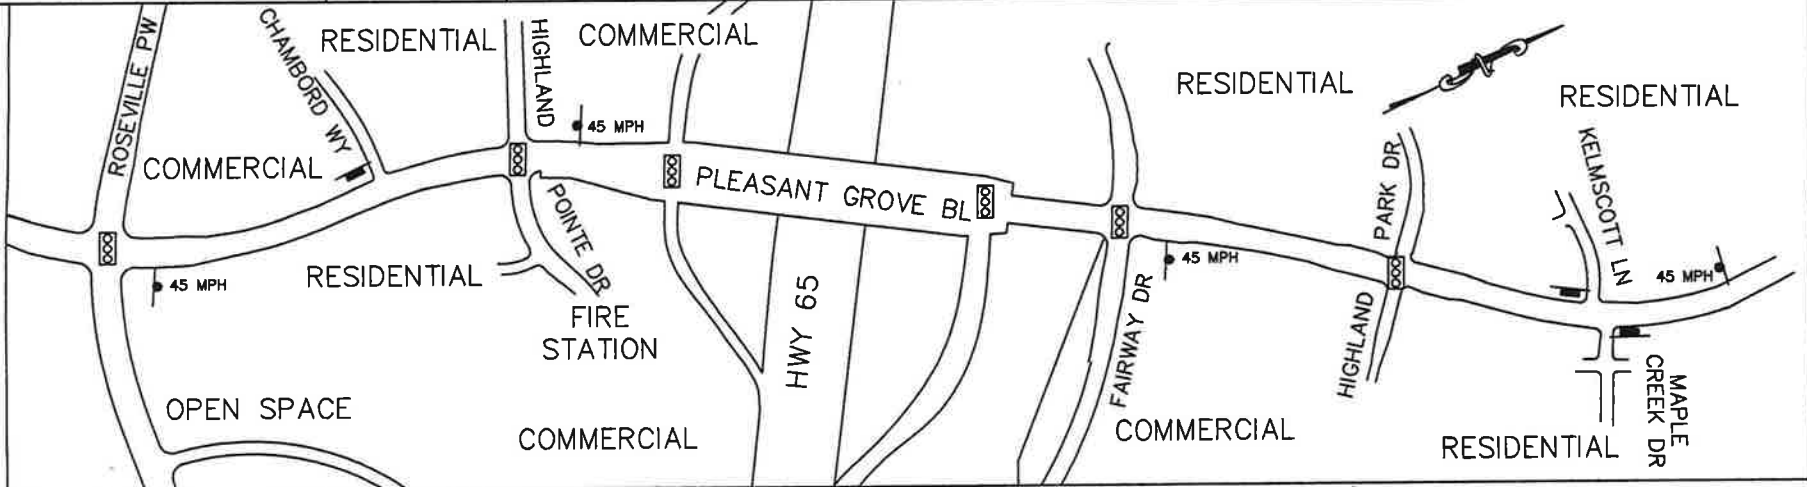 ROSEVILLE PW
CHAMBORD WY
RESIDENTIAL
HIGHLAND
COMMERCIAL
45 MPH
COMMERCIAL
RESIDENTIAL
RESIDENTIAL
PLEASANT GROVE BL
POINTE DR
PARK DR
KELMSCOTT LN
45 MPH
RESIDENTIAL
45 MPH
45 MPH
FIRE
STATION
HWY 65
FAIRWAY DR
HIGHLAND
MAPLE
CREEK DR
OPEN SPACE
COMMERCIAL
COMMERCIAL
RESIDENTIAL